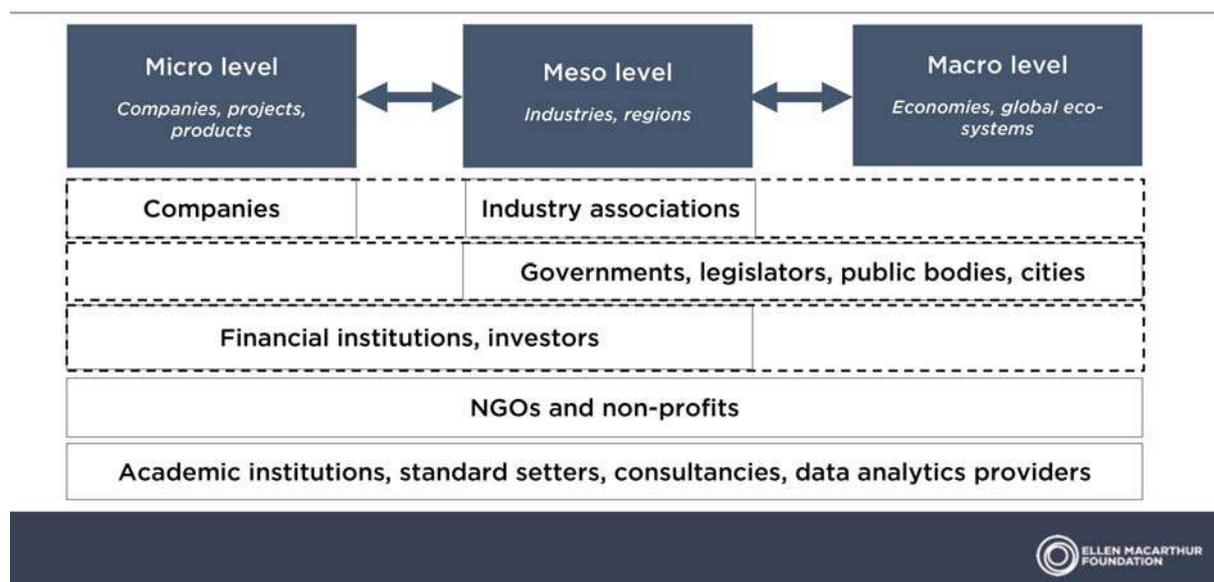 Micro level
Companies, projects,
products
Meso level
Industries, regions
Macro level
Economies, global eco-
systems
Companies
Industry associations
Governments, legislators, public bodies, cities
Financial institutions, investors
NGOs and non-profits
Academic institutions, standard setters, consultancies, data analytics providers
ELLEN MACARTHUR
FOUNDATION